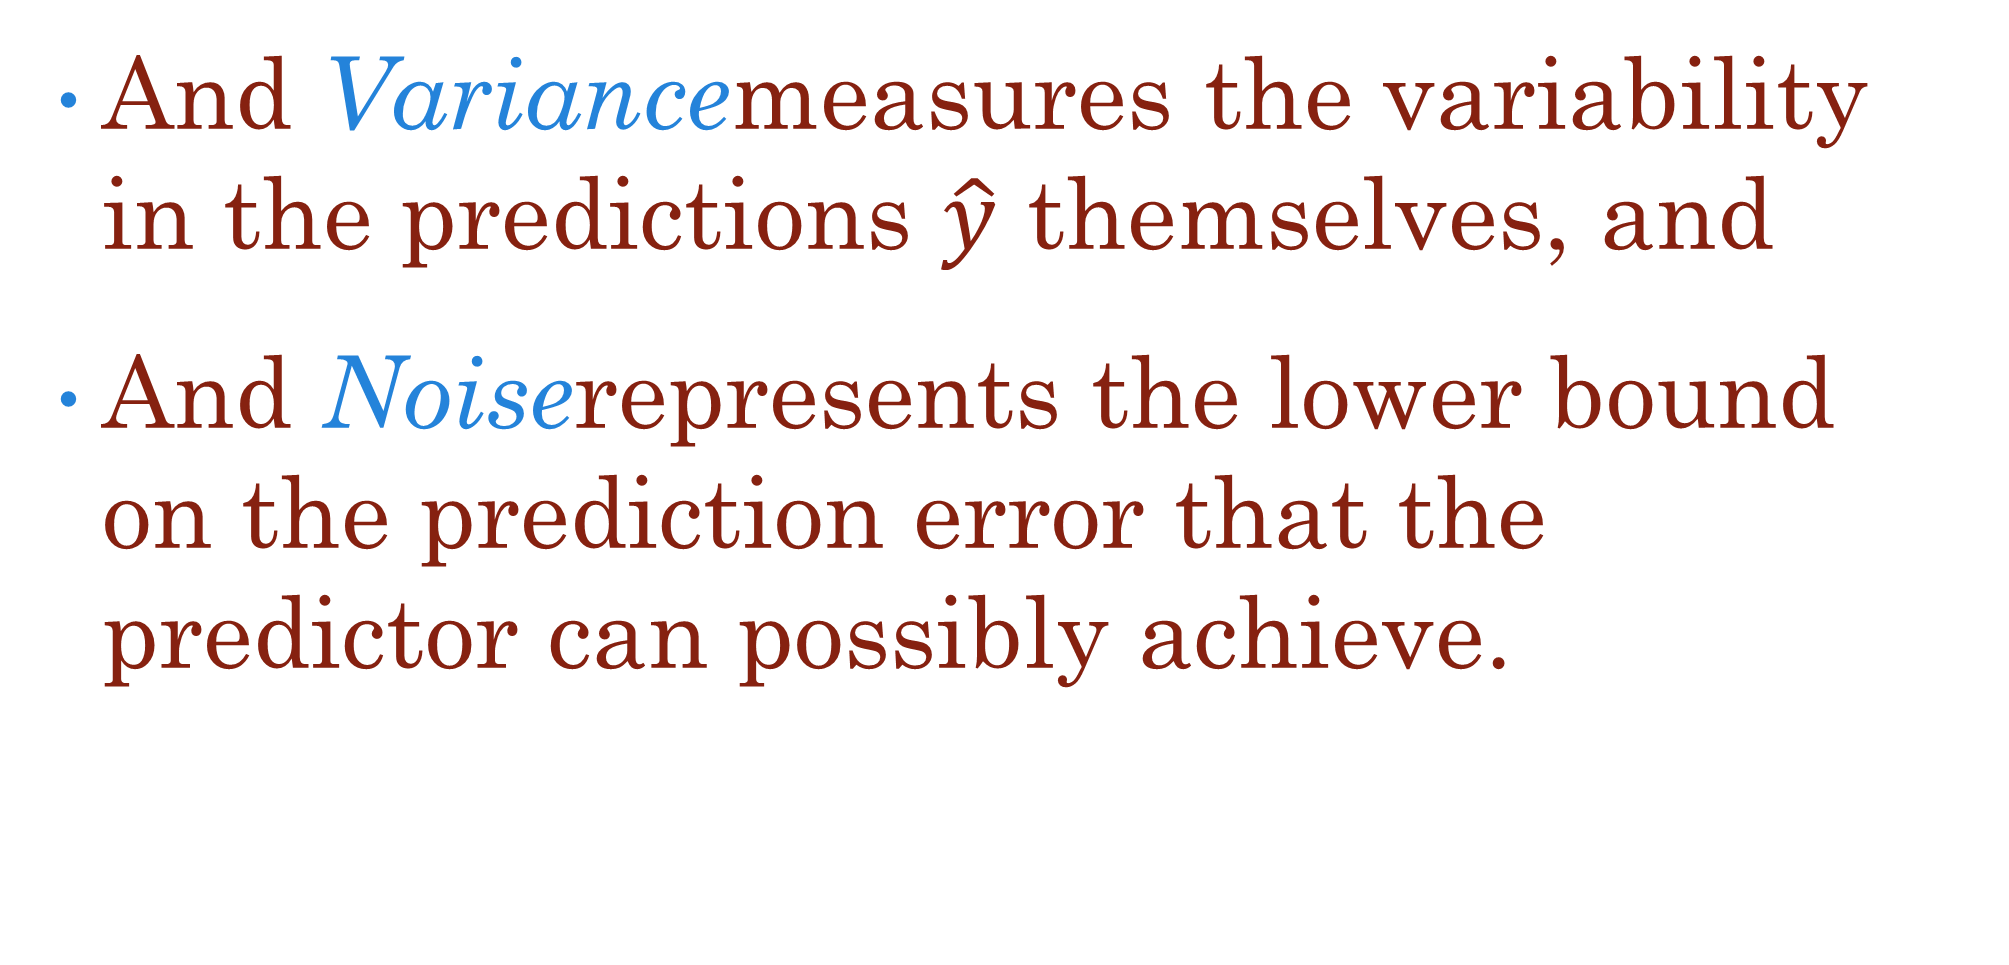 • And Variancemeasures the variability
in the predictions ŷ themselves, and
• And Noiserepresents the lower bound
on the prediction error that the
predictor can possibly achieve.